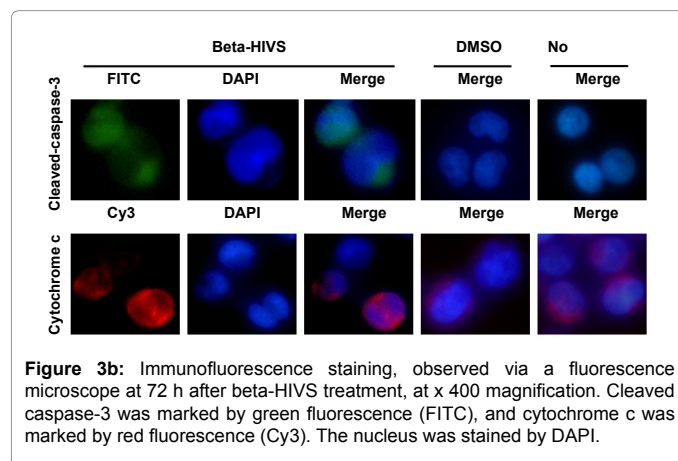 Beta-HIVS DMSO No
FITC DAPI Merge Merge Merge
Cleaved-caspase-3
Cy3 DAPI Merge Merge Merge
Cytochrome c
Figure 3b: Immunofluorescence staining, observed via a fluorescence
microscope at 72 h after beta-HIVS treatment, at x 400 magnification. Cleaved
caspase-3 was marked by green fluorescence (FITC), and cytochrome c was
marked by red fluorescence (Cy3). The nucleus was stained by DAPI.